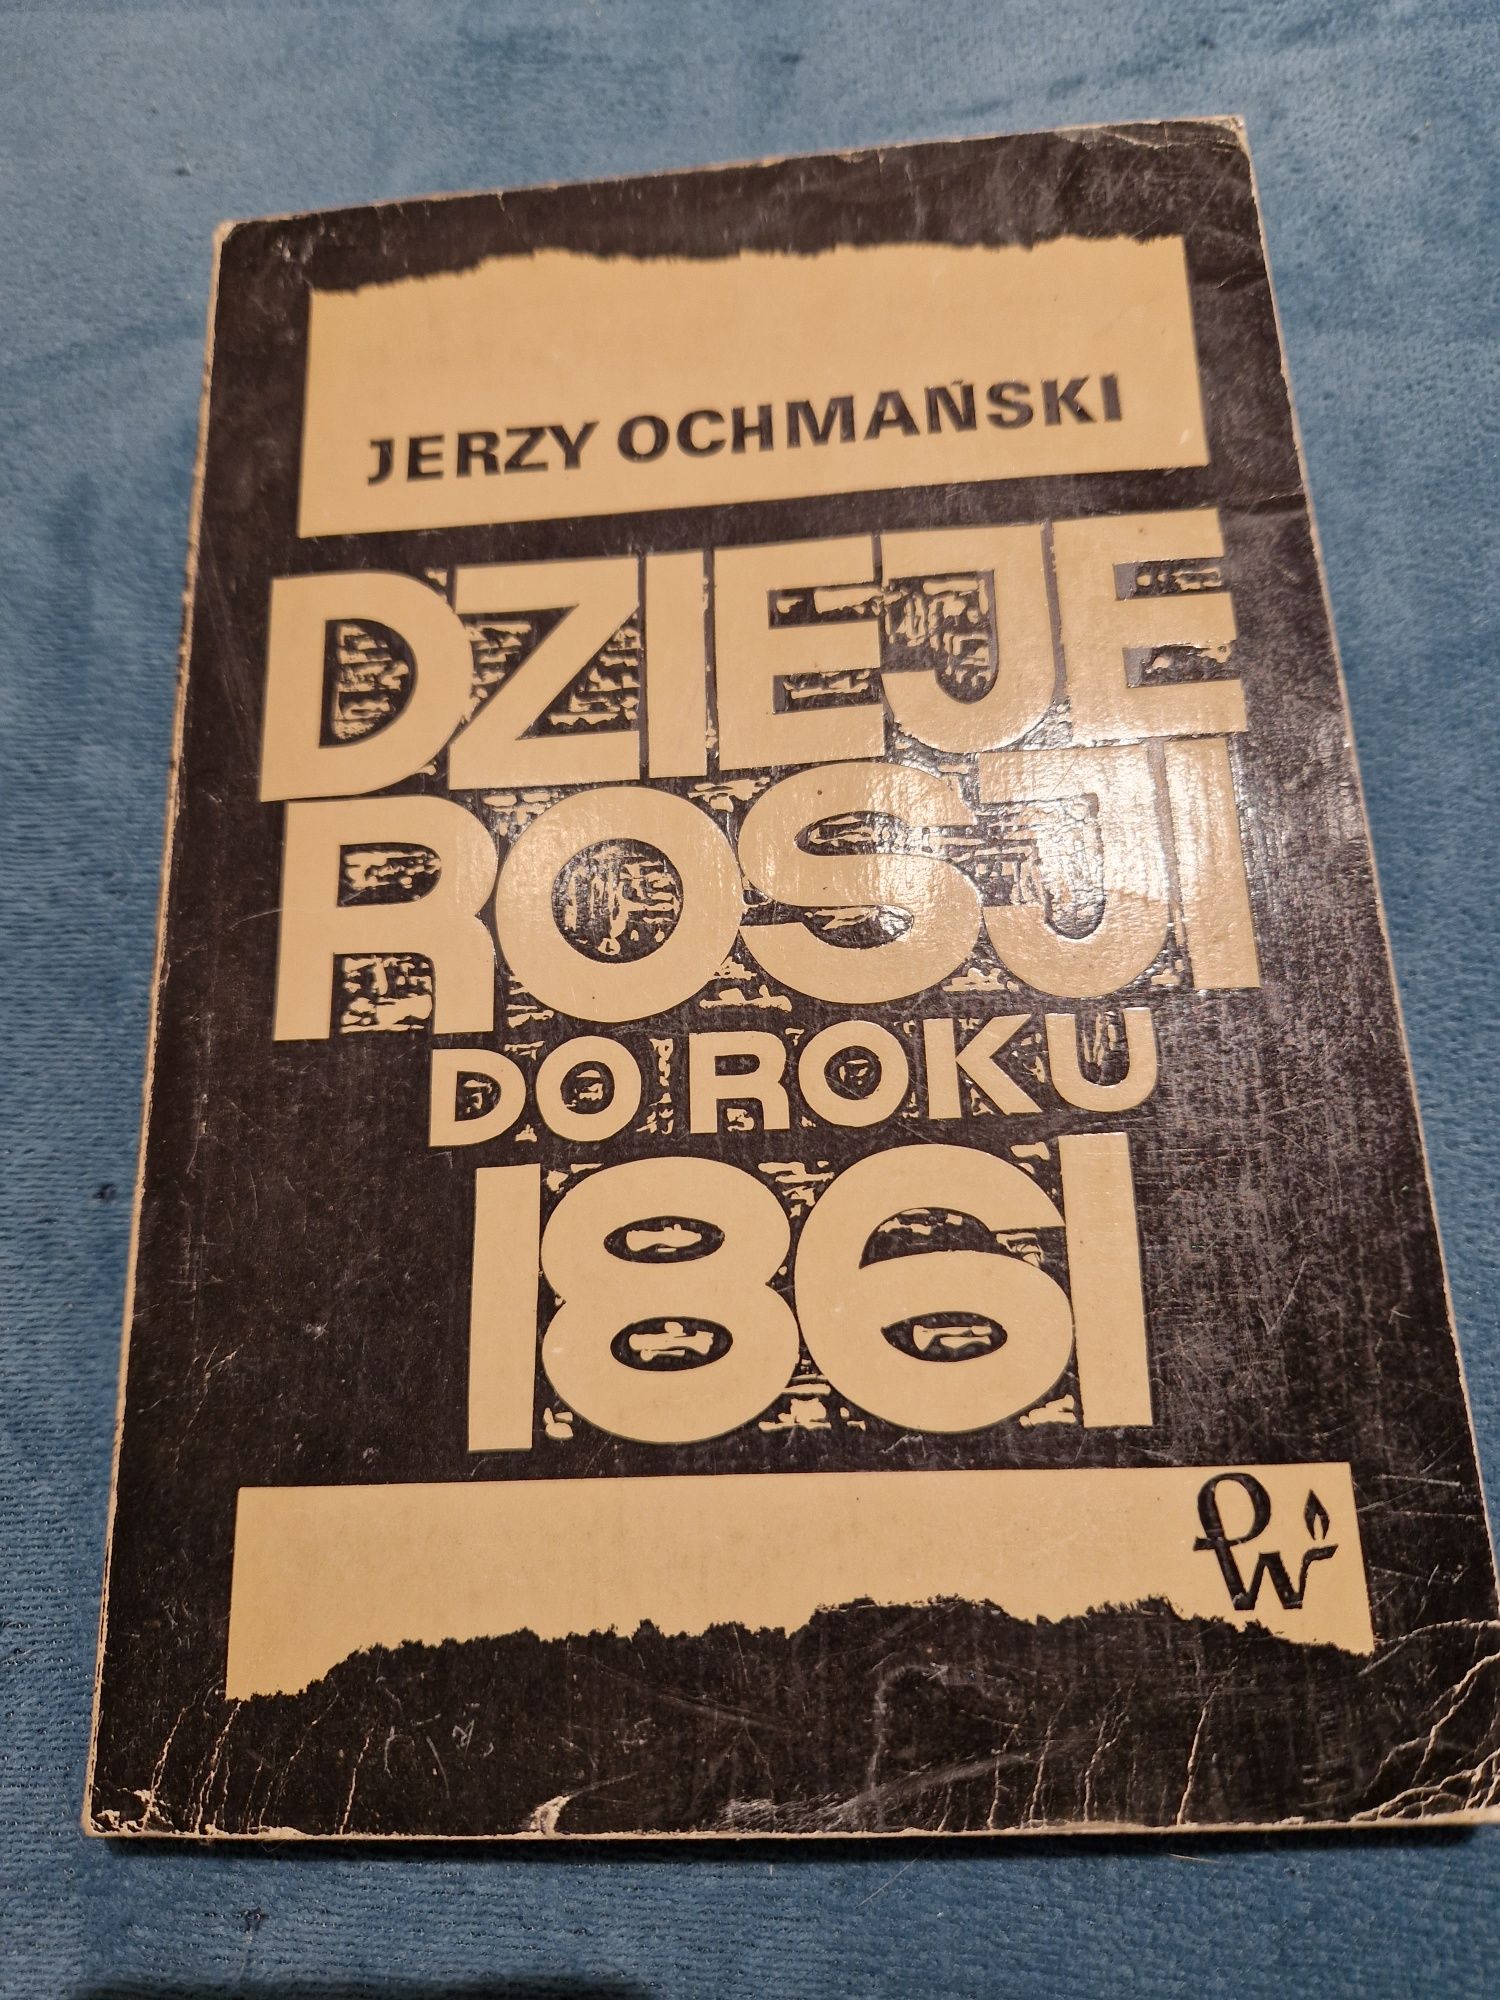 JERZY OCHMAŃSKI
DZIEJE
ROSJI
DO ROKU
1861
PW